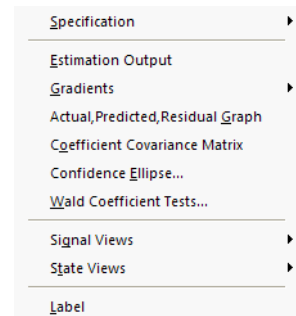 Specification
Estimation Output
Gradients
Actual,Predicted,Residual Graph
Coefficient Covariance Matrix
Confidence Ellipse...
Wald Coefficient Tests...
Signal Views
State Views
Label